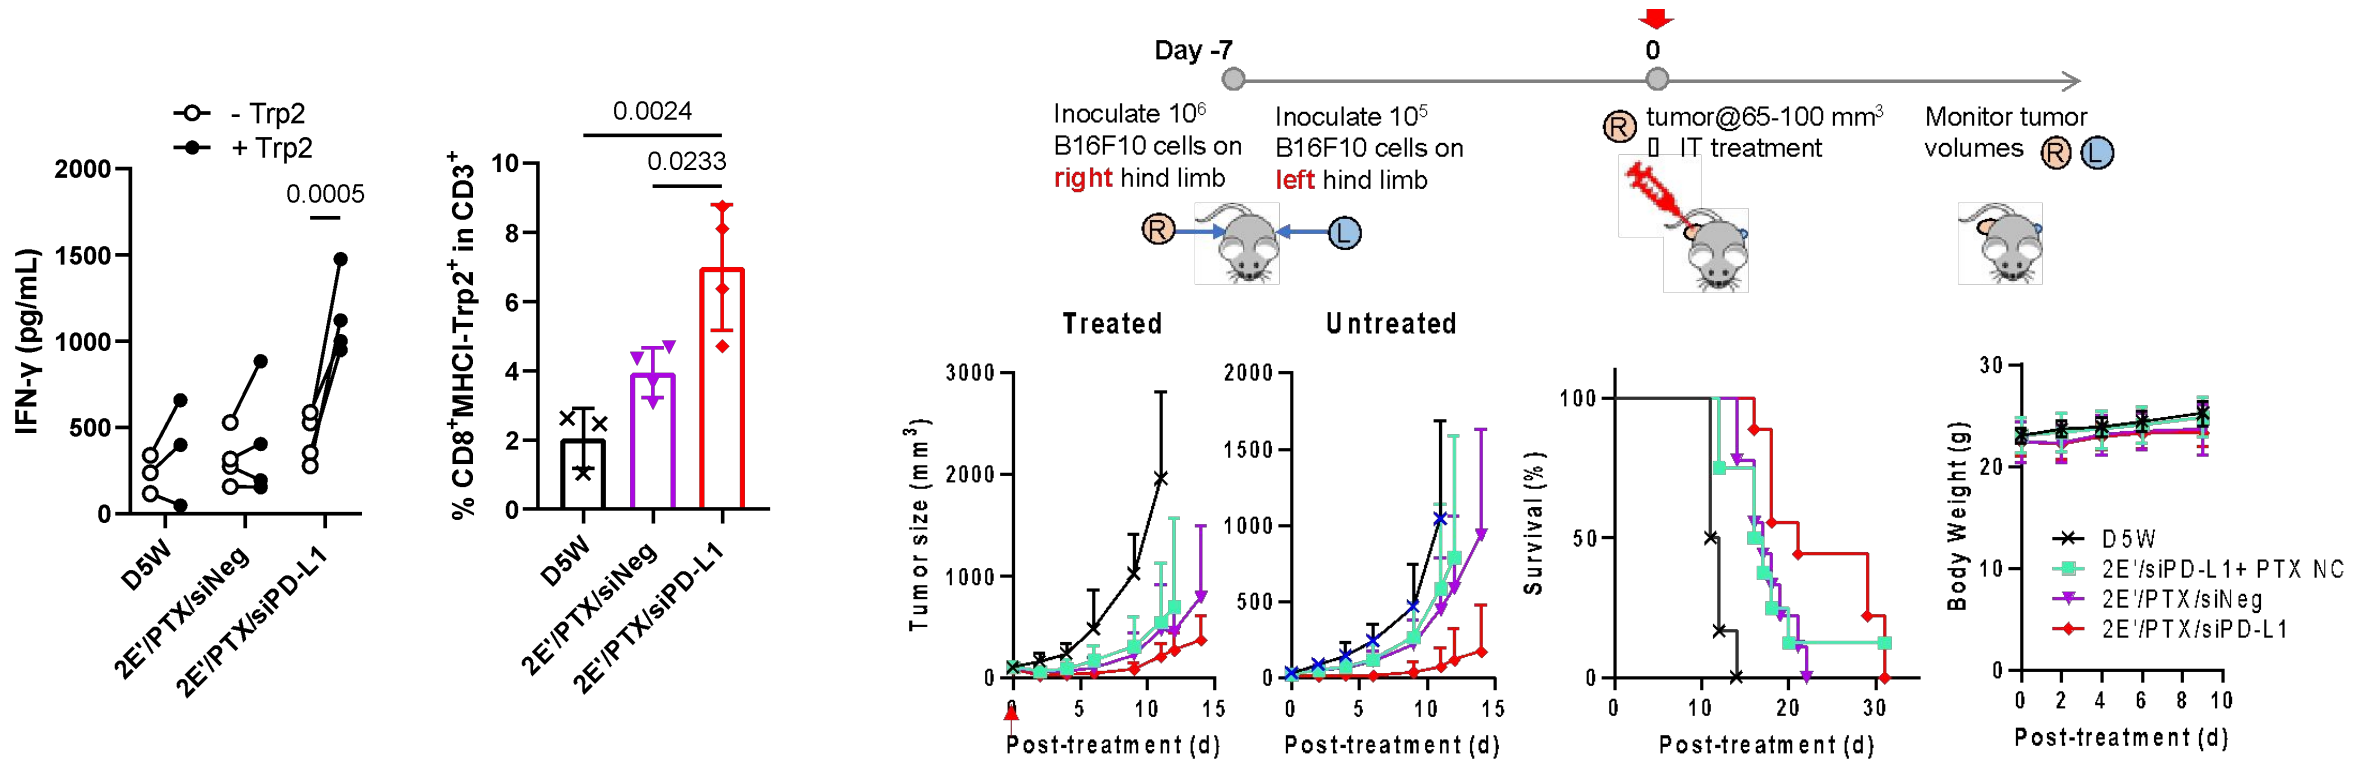 - Trp2
+ Trp2
IFN-γ (pg/mL)
2000
1500
1000
500
0
0.0005
D5W
2E'/PTX/siNeg
2E'/PTX/siPD-L1
% CD8⁺MHCI-Trp2⁺ in CD3⁺
10
8
6
4
2
0
0.0024
0.0233
D5W
2E'/PTX/siNeg
2E'/PTX/siPD-L1
Day -7
0
Inoculate 10⁶
B16F10 cells on
right hind limb
Inoculate 10⁵
B16F10 cells on
left hind limb
R
L
R
tumor@65-100 mm³
▯ IT treatment
Monitor tumor
volumes R L
Treated
Tumor size (mm³)
3000
2000
1000
0
0 5 10 15
Post-treatment (d)
Untreated
2000
1500
1000
500
0
0 5 10 15
Post-treatment (d)
Survival (%)
100
50
0
0 10 20 30
Post-treatment (d)
Body Weight (g)
30
20
10
0
D5W
2E'/siPD-L1+ PTX NC
2E'/PTX/siNeg
2E'/PTX/siPD-L1
0 2 4 6 8 10
Post-treatment (d)